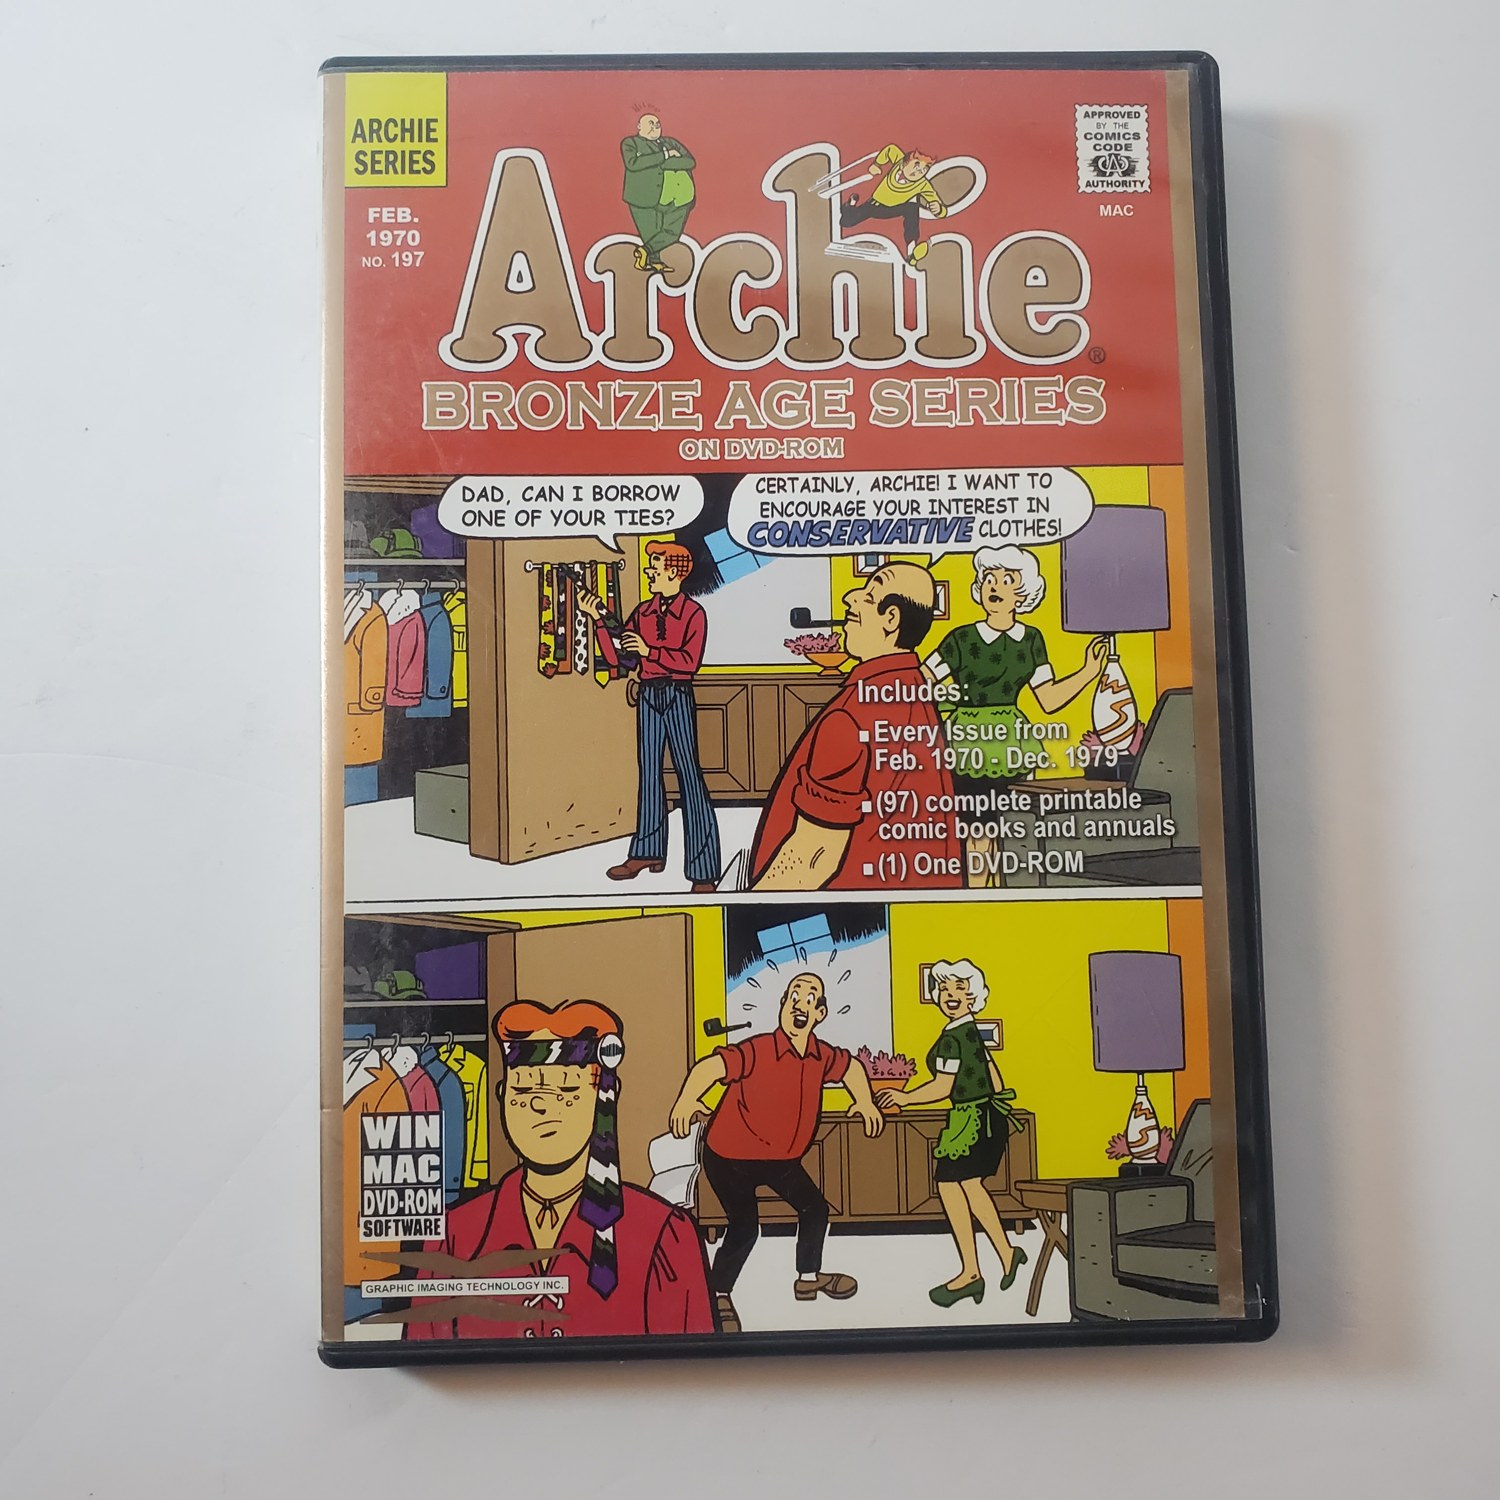 ARCHIE
SERIES
FEB.
1970
NO. 197
APPROVED
BY THE
COMICS
CODE
CA
AUTHORITY
MAC
Archie®
BRONZE AGE SERIES
ON DVD-ROM
DAD, CAN I BORROW
ONE OF YOUR TIES?
CERTAINLY, ARCHIE! I WANT TO
ENCOURAGE YOUR INTEREST IN
CONSERVATIVE CLOTHES!
Includes:
Every Issue from
Feb. 1970 - Dec. 1979
(97) complete printable
comic books and annuals
(1) One DVD-ROM
WIN
MAC
DVD-ROM
SOFTWARE
GRAPHIC IMAGING TECHNOLOGY INC.